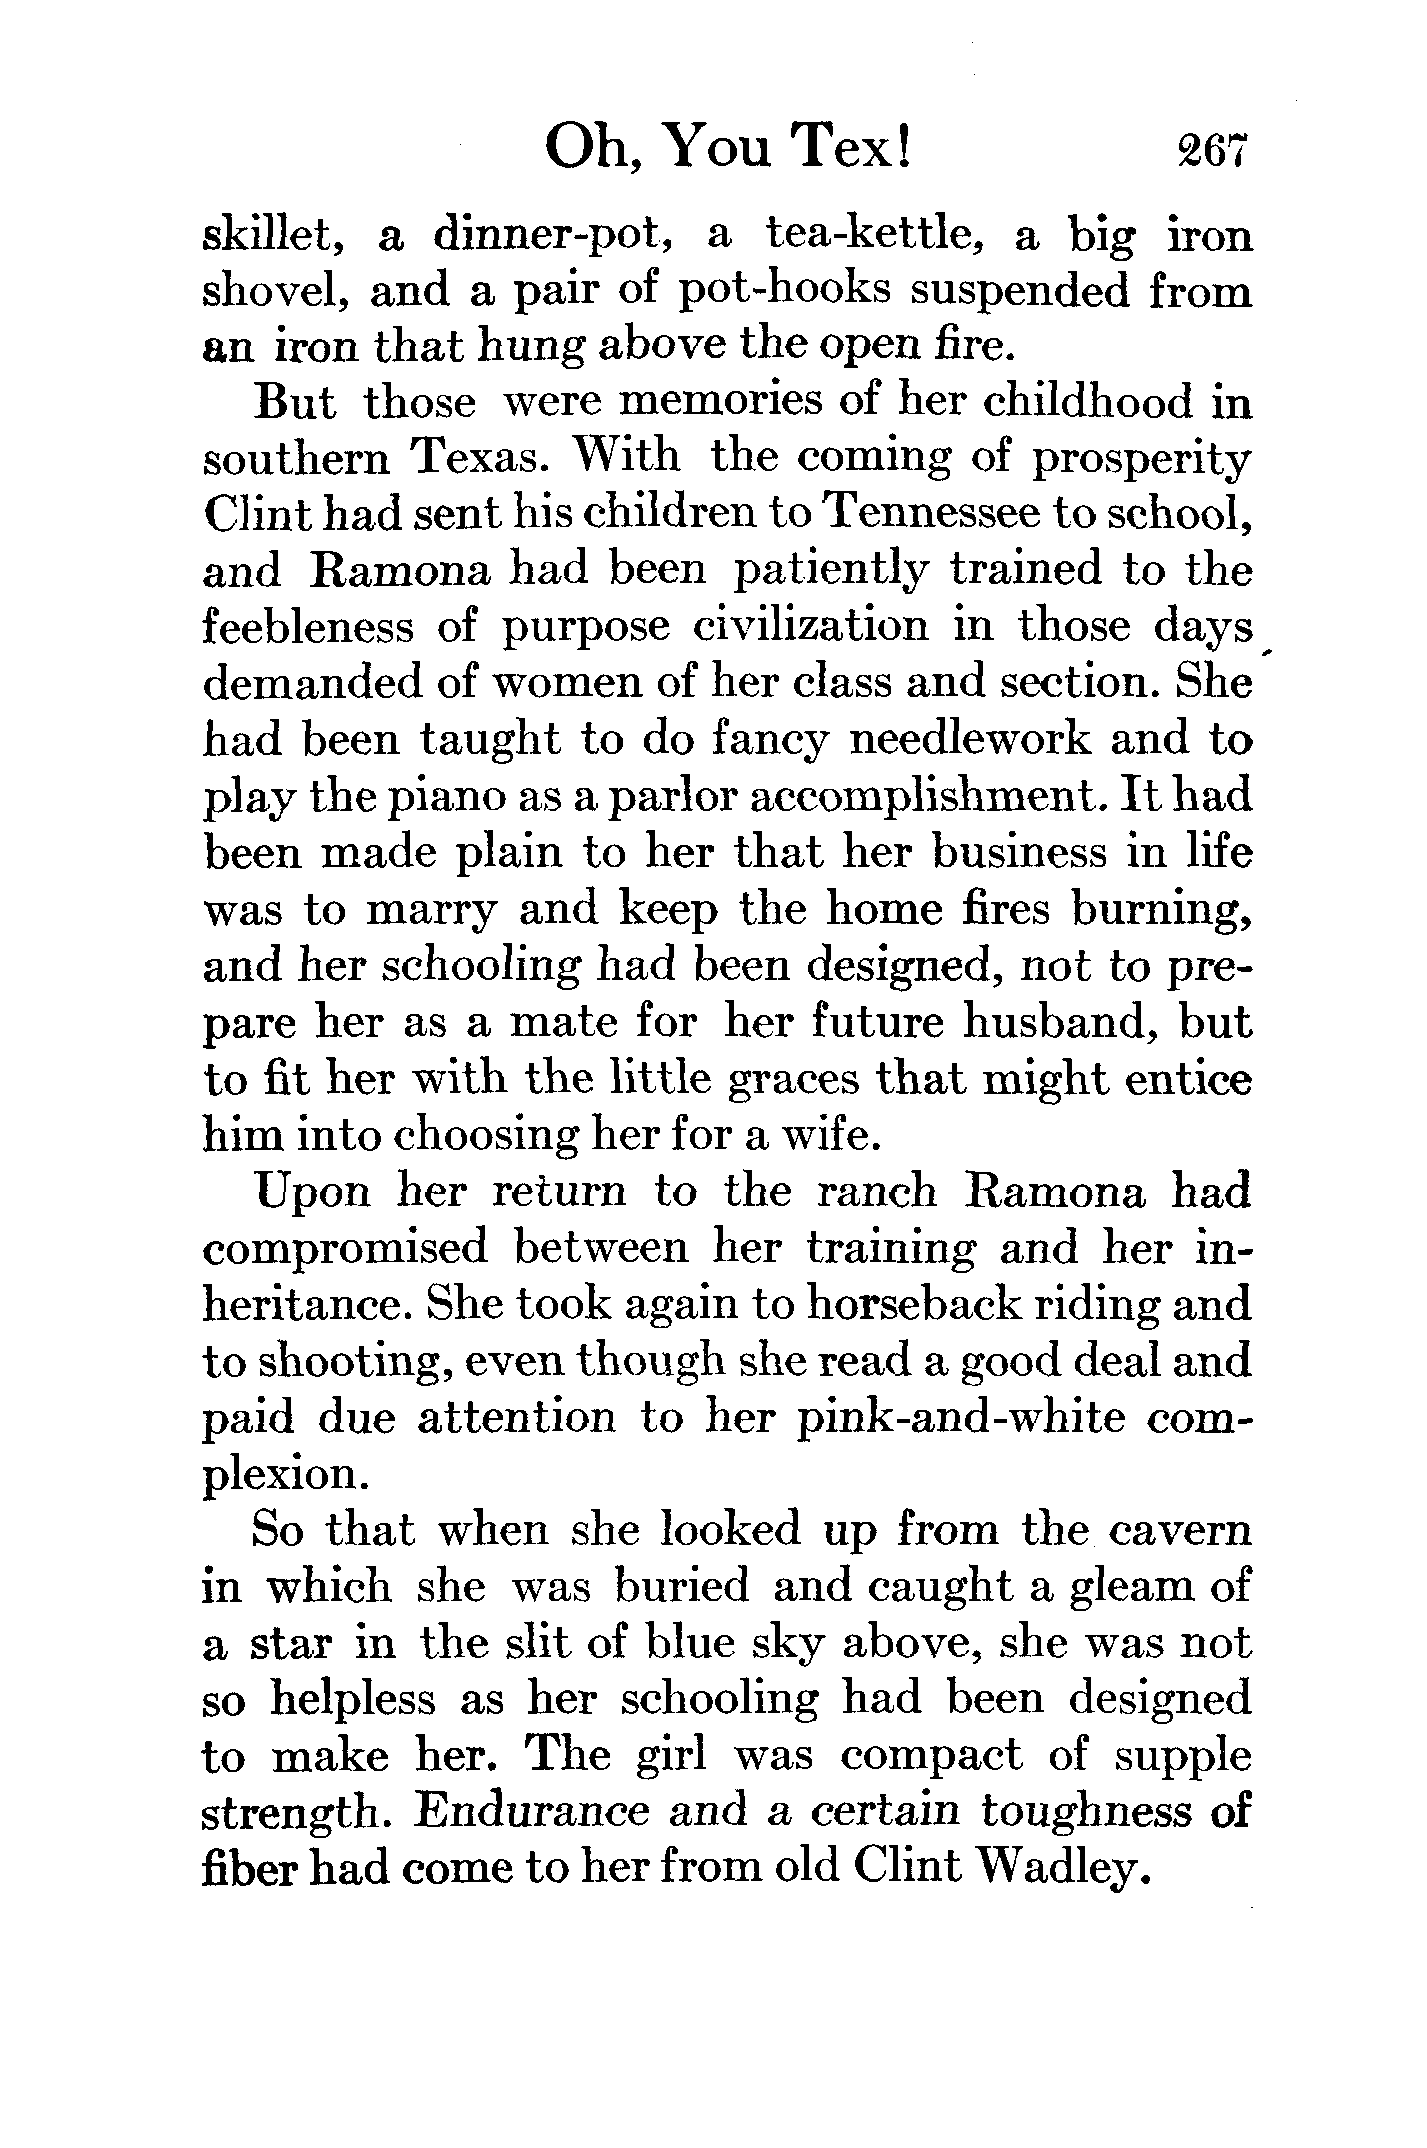 Oh, You Tex! 267
skillet, a dinner-pot, a tea-kettle, a big iron
shovel, and a pair of pot-hooks suspended from
an iron that hung above the open fire.
But those were memories of her childhood in
southern Texas. With the coming of prosperity
Clint had sent his children to Tennessee to school,
and Ramona had been patiently trained to the
feebleness of purpose civilization in those days
demanded of women of her class and section. She
had been taught to do fancy needlework and to
play the piano as a parlor accomplishment. It had
been made plain to her that her business in life
was to marry and keep the home fires burning,
and her schooling had been designed, not to pre-
pare her as a mate for her future husband, but
to fit her with the little graces that might entice
him into choosing her for a wife.
Upon her return to the ranch Ramona had
compromised between her training and her in-
heritance. She took again to horseback riding and
to shooting, even though she read a good deal and
paid due attention to her pink-and-white com-
plexion.
So that when she looked up from the cavern
in which she was buried and caught a gleam of
a star in the slit of blue sky above, she was not
so helpless as her schooling had been designed
to make her. The girl was compact of supple
strength. Endurance and a certain toughness of
fiber had come to her from old Clint Wadley.